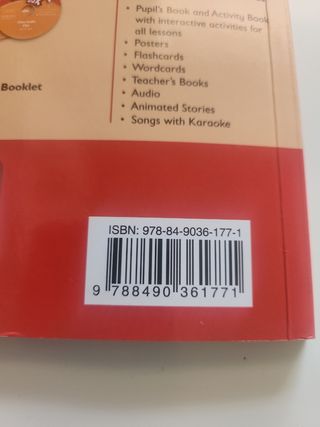 • Pupil's Book and Activity Book
with interactive activities for
all lessons
• Posters
• Flashcards
• Wordcards
• Teacher's Books
• Audio
• Animated Stories
• Songs with Karaoke
Booklet
ISBN: 978-84-9036-177-1
9 788490 361771